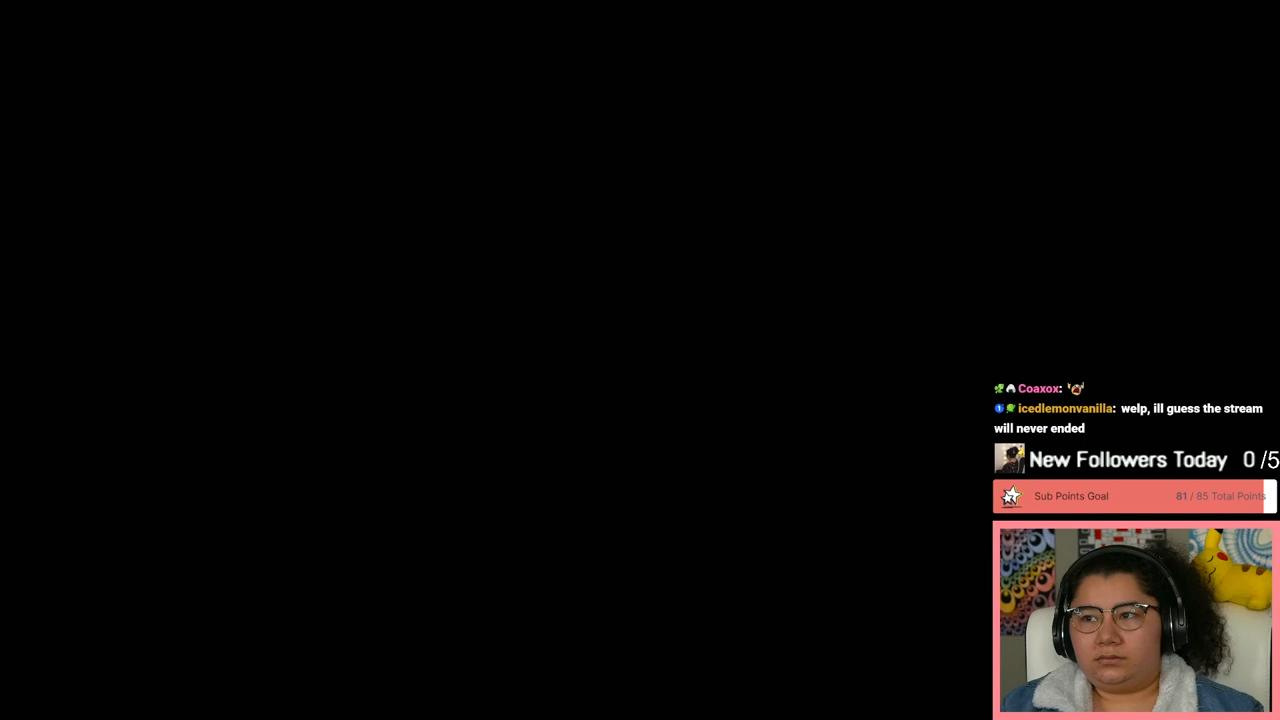 Coaxox:
icedlemonvanilla: welp, ill guess the stream
will never ended
New Followers Today 0 /5
Sub Points Goal 81 / 85 Total Points